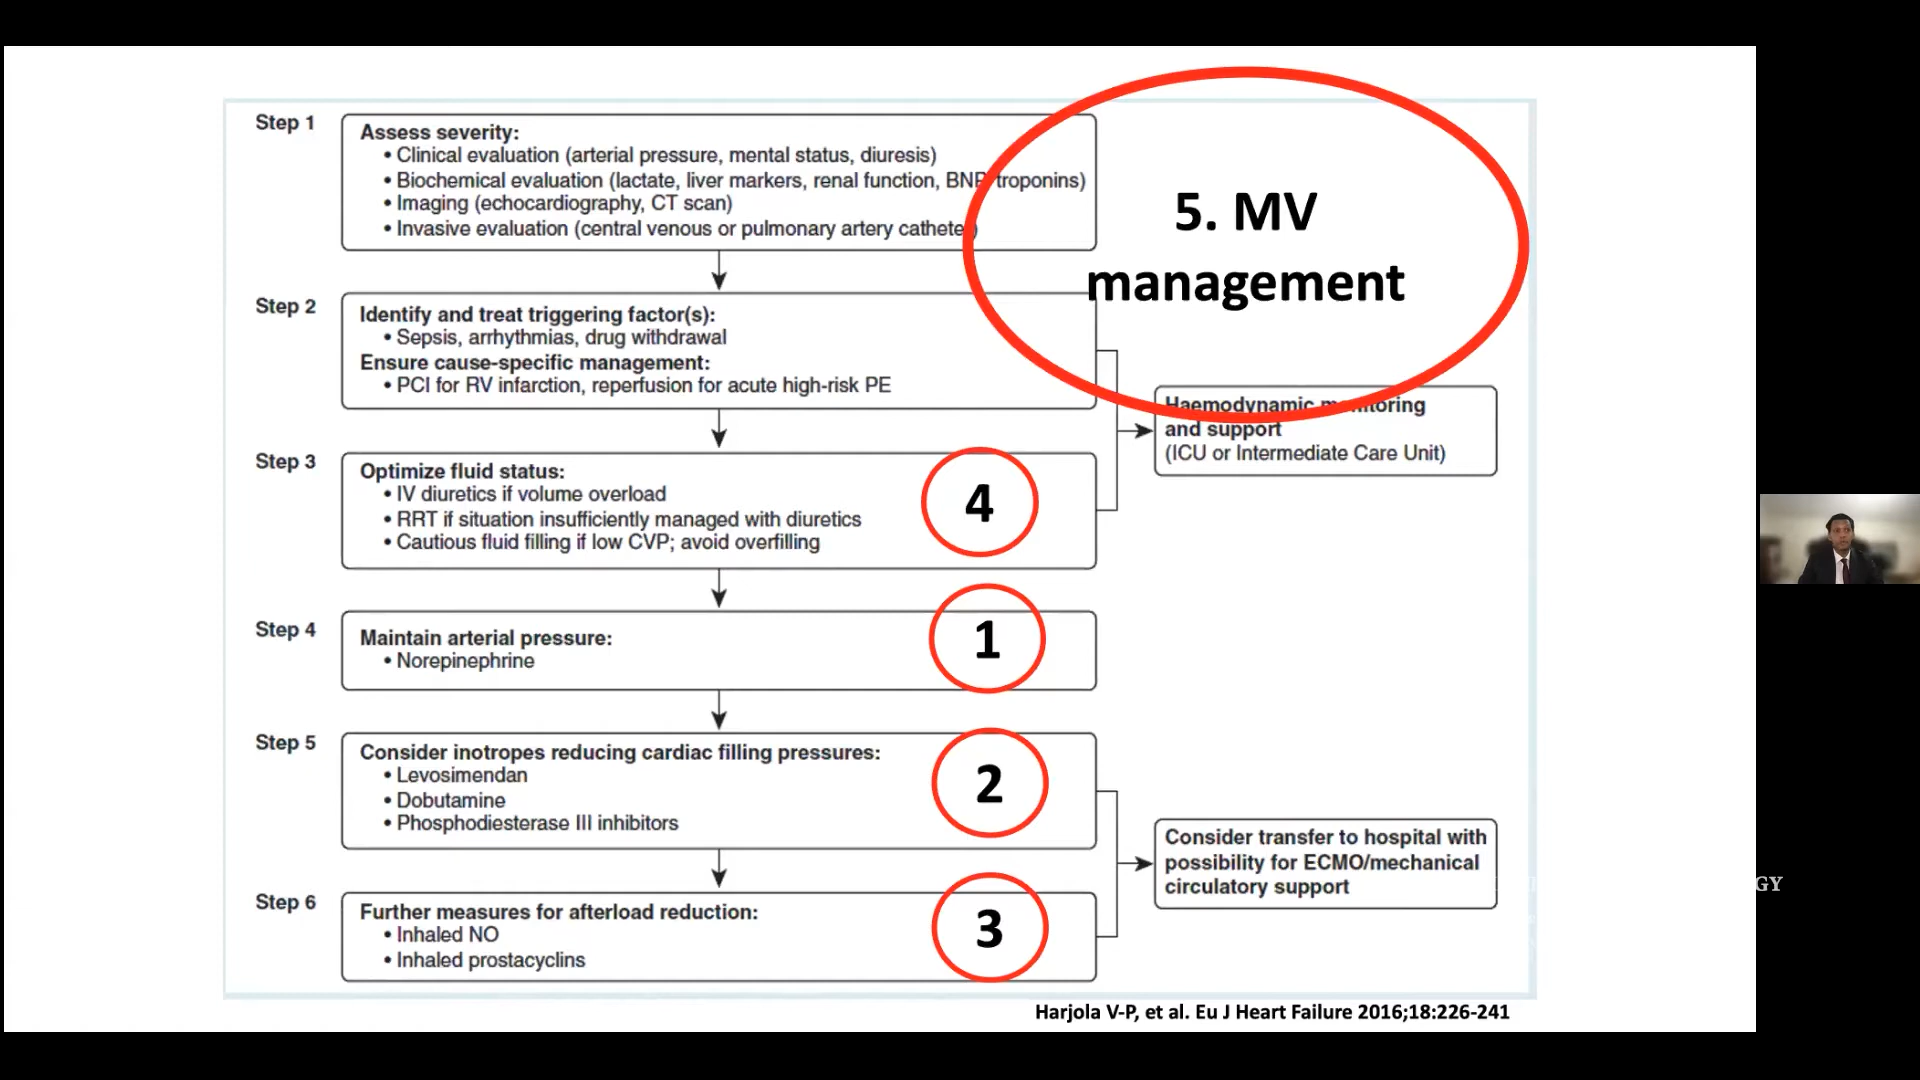 Step 1
Assess severity:
• Clinical evaluation (arterial pressure, mental status, diuresis)
• Biochemical evaluation (lactate, liver markers, renal function, BNP, troponins)
• Imaging (echocardiography, CT scan)
• Invasive evaluation (central venous or pulmonary artery catheter)
5. MV
management
Step 2
Identify and treat triggering factor(s):
• Sepsis, arrhythmias, drug withdrawal
Ensure cause-specific management:
• PCI for RV infarction, reperfusion for acute high-risk PE
Haemodynamic monitoring
and support
(ICU or Intermediate Care Unit)
Step 3
Optimize fluid status:
• IV diuretics if volume overload
• RRT if situation insufficiently managed with diuretics
• Cautious fluid filling if low CVP; avoid overfilling
4
Step 4
Maintain arterial pressure:
• Norepinephrine
1
Step 5
Consider inotropes reducing cardiac filling pressures:
• Levosimendan
• Dobutamine
• Phosphodiesterase III inhibitors
2
Consider transfer to hospital with
possibility for ECMO/mechanical
circulatory support
GY
Step 6
Further measures for afterload reduction:
• Inhaled NO
• Inhaled prostacyclins
3
Harjola V-P, et al. Eu J Heart Failure 2016;18:226-241